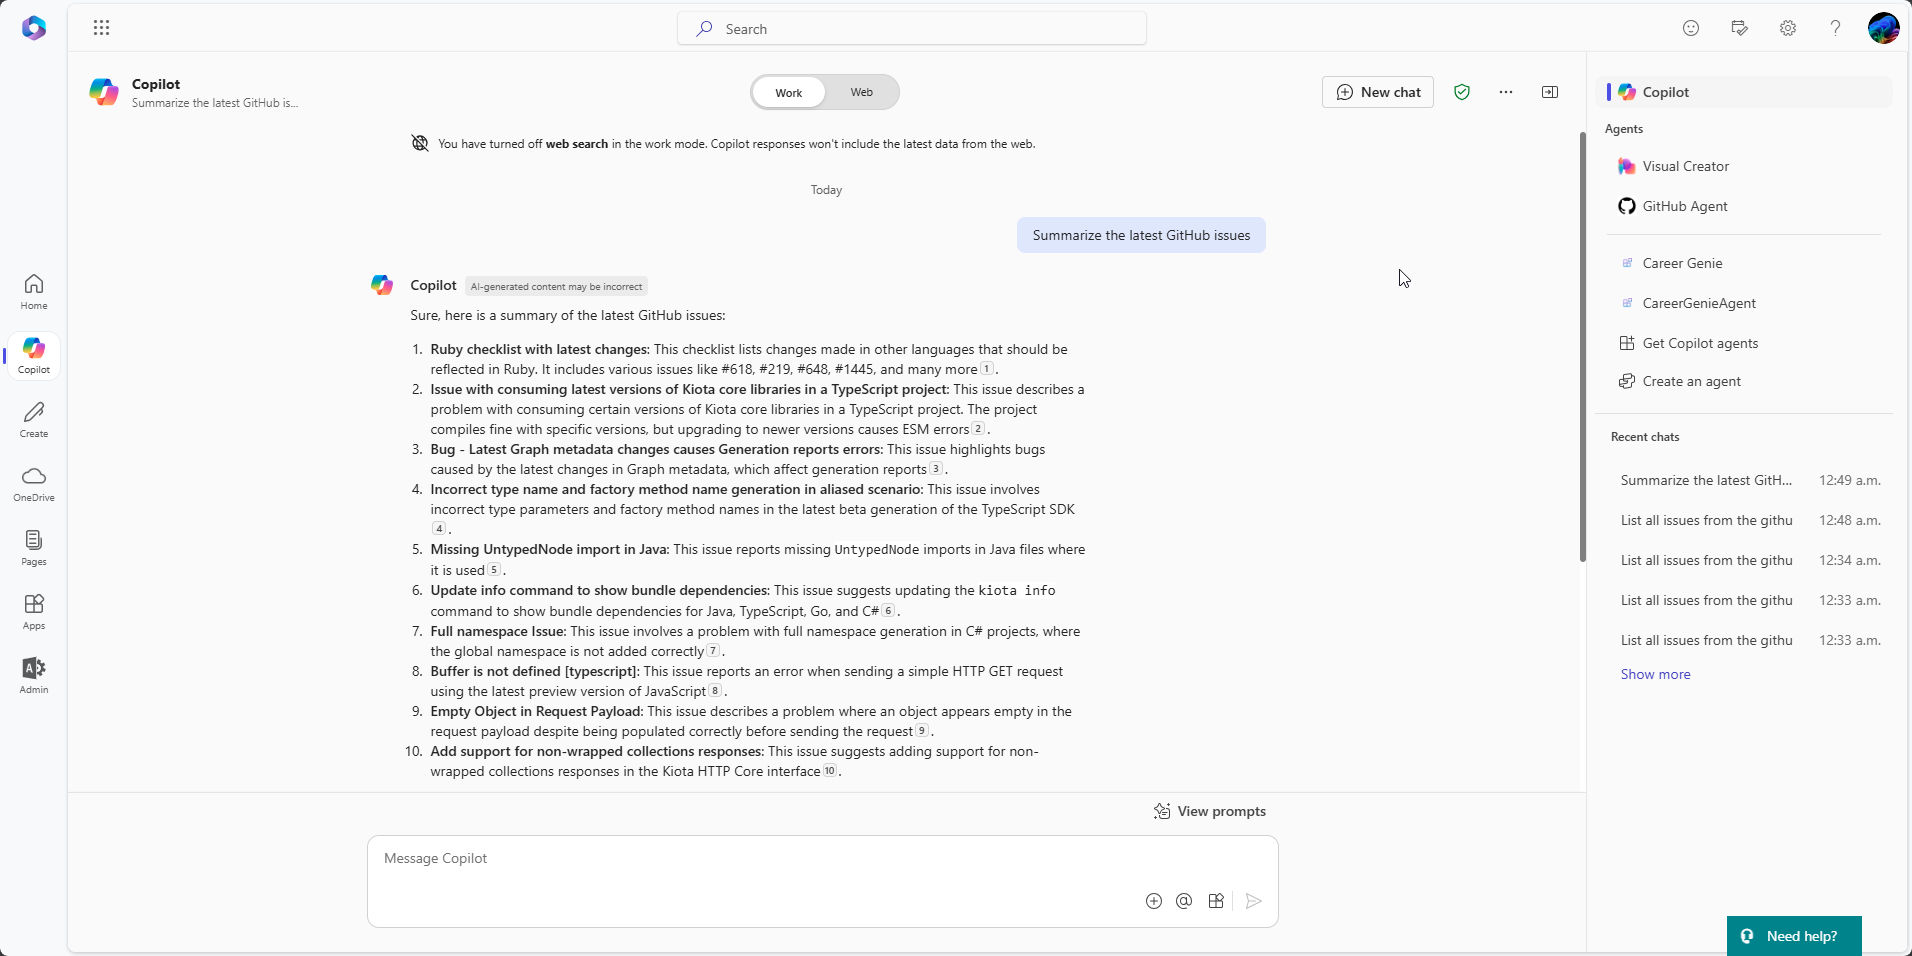 Search
Home
Copilot
Create
OneDrive
Pages
Apps
Admin
Copilot
Summarize the latest GitHub is...
Work
Web
New chat
You have turned off web search in the work mode. Copilot responses won't include the latest data from the web.
Today
Summarize the latest GitHub issues
Copilot
AI-generated content may be incorrect
Sure, here is a summary of the latest GitHub issues:
1. Ruby checklist with latest changes: This checklist lists changes made in other languages that should be
reflected in Ruby. It includes various issues like #618, #219, #648, #1445, and many more 1 .
2. Issue with consuming latest versions of Kiota core libraries in a TypeScript project: This issue describes a
problem with consuming certain versions of Kiota core libraries in a TypeScript project. The project
compiles fine with specific versions, but upgrading to newer versions causes ESM errors 2 .
3. Bug - Latest Graph metadata changes causes Generation reports errors: This issue highlights bugs
caused by the latest changes in Graph metadata, which affect generation reports 3 .
4. Incorrect type name and factory method name generation in aliased scenario: This issue involves
incorrect type parameters and factory method names in the latest beta generation of the TypeScript SDK
4 .
5. Missing UntypedNode import in Java: This issue reports missing UntypedNode imports in Java files where
it is used 5 .
6. Update info command to show bundle dependencies: This issue suggests updating the kiota info
command to show bundle dependencies for Java, TypeScript, Go, and C# 6 .
7. Full namespace Issue: This issue involves a problem with full namespace generation in C# projects, where
the global namespace is not added correctly 7 .
8. Buffer is not defined [typescript]: This issue reports an error when sending a simple HTTP GET request
using the latest preview version of JavaScript 8 .
9. Empty Object in Request Payload: This issue describes a problem where an object appears empty in the
request payload despite being populated correctly before sending the request 9 .
10. Add support for non-wrapped collections responses: This issue suggests adding support for non-
wrapped collections responses in the Kiota HTTP Core interface 10 .
View prompts
Message Copilot
Copilot
Agents
Visual Creator
GitHub Agent
Career Genie
CareerGenieAgent
Get Copilot agents
Create an agent
Recent chats
Summarize the latest GitH... 12:49 a.m.
List all issues from the githu 12:48 a.m.
List all issues from the githu 12:34 a.m.
List all issues from the githu 12:33 a.m.
List all issues from the githu 12:33 a.m.
Show more
Need help?